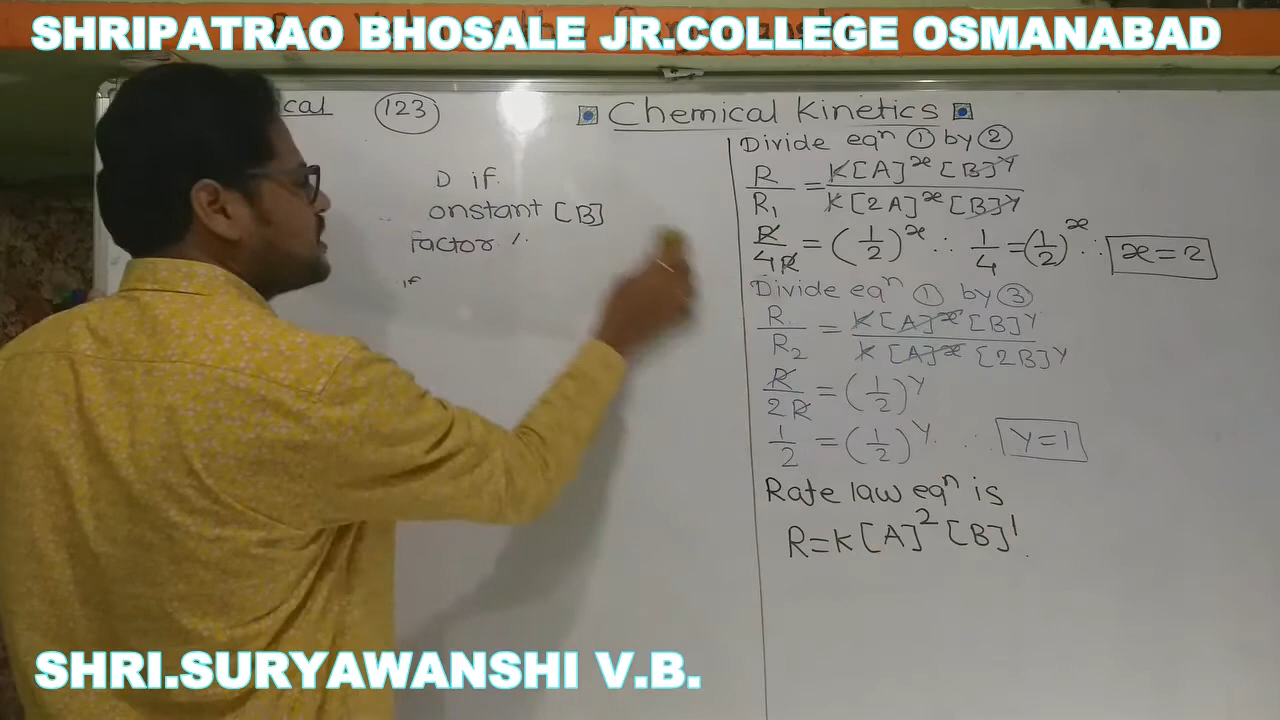 SHRIPATRAO BHOSALE JR.COLLEGE OSMANABAD
cal (123)
Chemical Kinetics
D if
onstant [B]
factor
if
Divide eqⁿ ① by ②
R/R₁ = K[A]ˣ [B]ʸ / K[2A]ˣ [B]ʸ
R/4R = (1/2)ˣ ∴ 1/4 = (1/2)ˣ ∴ x = 2
Divide eqⁿ ① by ③
R/R₂ = K[A]ˣ [B]ʸ / K[A]ˣ [2B]ʸ
R/2R = (1/2)ʸ
1/2 = (1/2)ʸ ∴ Y=1
Rate law eqⁿ is
R=K[A]² [B]¹
SHRI.SURYAWANSHI V.B.